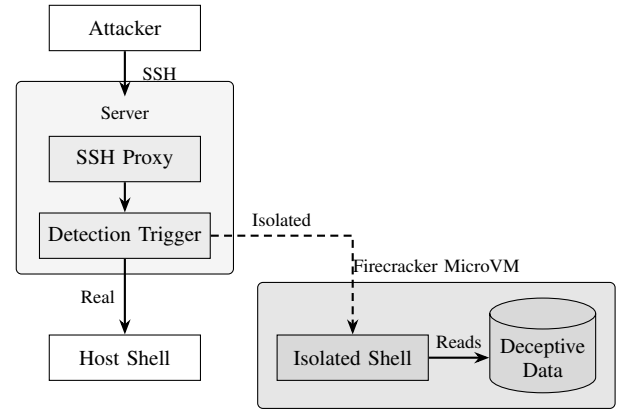 Attacker
SSH
Server
SSH Proxy
Detection Trigger
Isolated
Firecracker MicroVM
Real
Host Shell
Isolated Shell
Reads
Deceptive
Data